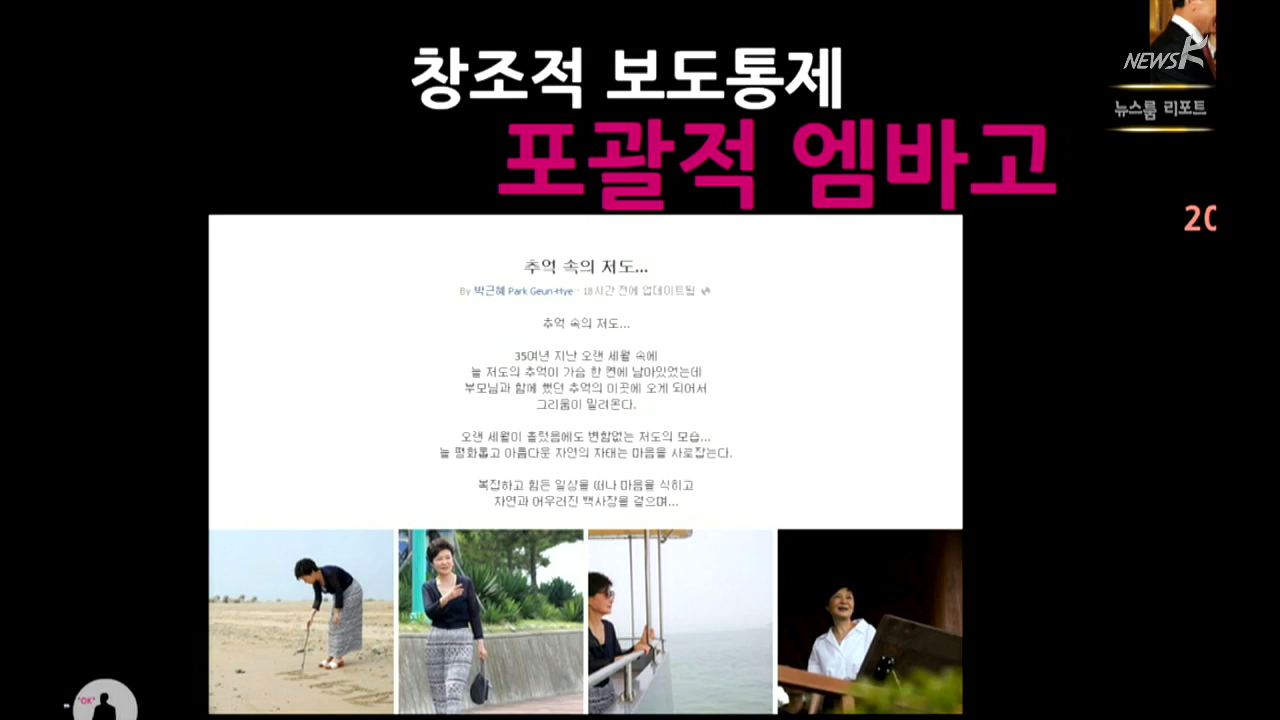 창조적 보도통제
포괄적 엠바고
NEWS
뉴스룸 리포트
20
추억 속의 저도...
By 박근혜 Park Geun-Hye · 18시간 전에 업데이트됨
추억 속의 저도...
35여년 지난 오랜 세월 속에
늘 저도의 추억이 가슴 한 켠에 남아있었는데
부모님과 함께 했던 추억의 이곳에 오게 되어서
그리움이 밀려온다.
오랜 세월이 흘렀음에도 변함없는 저도의 모습...
늘 평화롭고 아름다운 자연의 자태는 마음을 사로잡는다.
복잡하고 힘든 일상을 떠나 마음을 식히고
자연과 어우러진 백사장을 걸으며...
"OK"